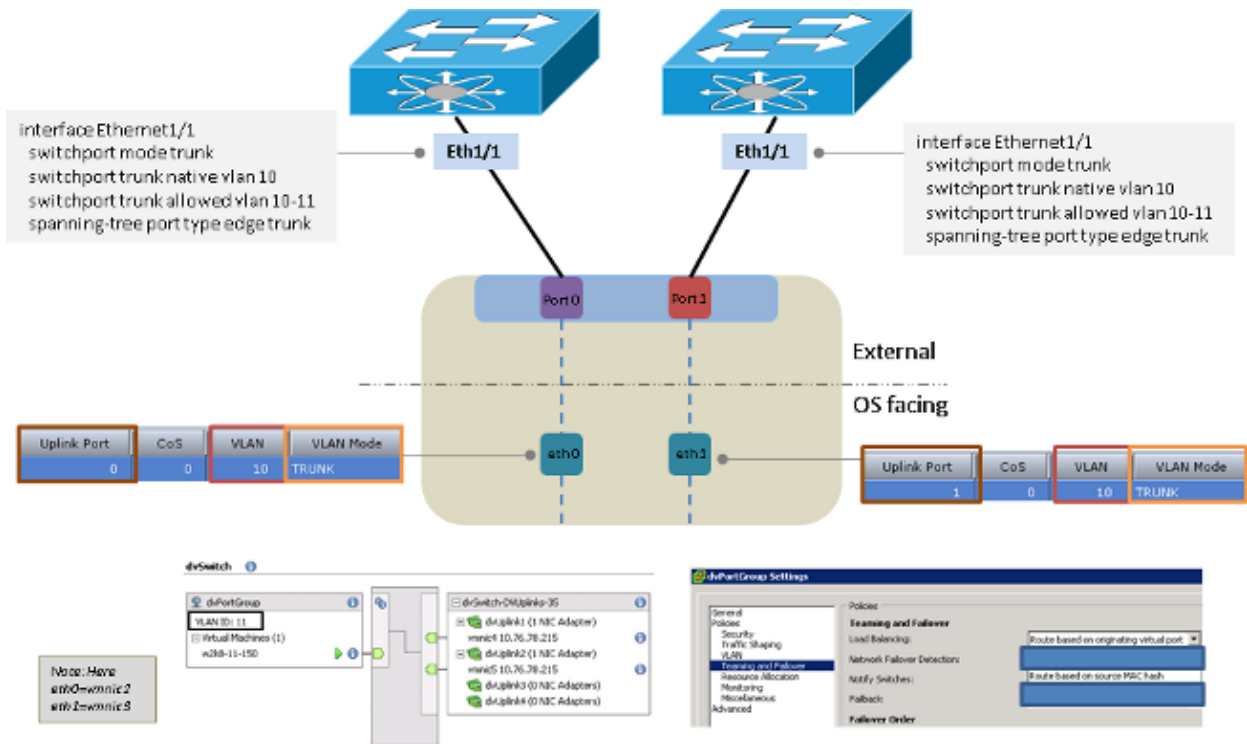 interface Ethernet1/1
switchport mode trunk
switchport trunk native vlan 10
switchport trunk allowed vlan 10-11
spanning-tree port type edge trunk
Eth1/1
Eth1/1
interface Ethernet1/1
switchport mode trunk
switchport trunk native vlan 10
switchport trunk allowed vlan 10-11
spanning-tree port type edge trunk
Port 0
Port 1
External
OS facing
Uplink Port CoS VLAN VLAN Mode
0 0 10 TRUNK
eth0
eth1
Uplink Port CoS VLAN VLAN Mode
1 0 10 TRUNK
dvSwitch
dvPortGroup
VLAN ID: 11
Virtual Machines (1)
w2k8-11-150
dvSwitch-DVUplinks-35
dvUplink1 (1 NIC Adapter)
vmnic4 10.76.78.215
dvUplink2 (1 NIC Adapter)
vmnic5 10.76.78.215
dvUplink3 (0 NIC Adapters)
dvUplink4 (0 NIC Adapters)
Note: Here
eth0=vmnic2
eth1=vmnic3
dvPortGroup Settings
General
Policies
Security
Traffic Shaping
VLAN
Teaming and Failover
Resource Allocation
Monitoring
Miscellaneous
Advanced
Policies
Teaming and Failover
Load Balancing: Route based on originating virtual port
Network Failover Detection:
Notify Switches: Route based on source MAC hash
Failback:
Failover Order